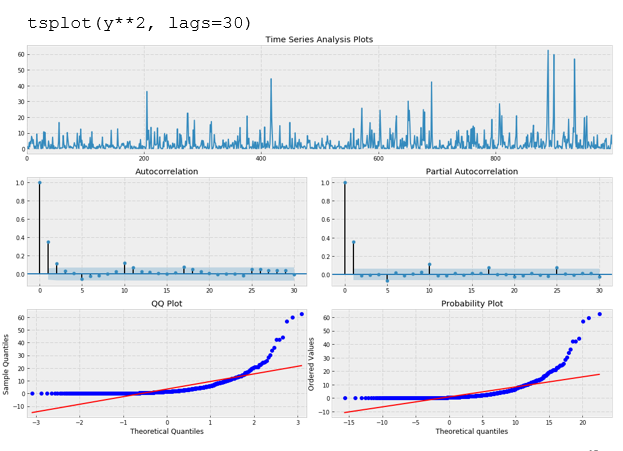 tsplot(y**2, lags=30)
Time Series Analysis Plots
60
50
40
30
20
10
0
0 200 400 600 800
Autocorrelation Partial Autocorrelation
1.0 1.0
0.8 0.8
0.6 0.6
0.4 0.4
0.2 0.2
0.0 0.0
0 5 10 15 20 25 30 0 5 10 15 20 25 30
QQ Plot Probability Plot
60 60
50 50
40 40
30 30
20 20
10 10
0 0
−10 −10
Sample Quantiles Ordered Values
−3 −2 −1 0 1 2 3 −15 −10 −5 0 5 10 15 20
Theoretical Quantiles Theoretical quantiles